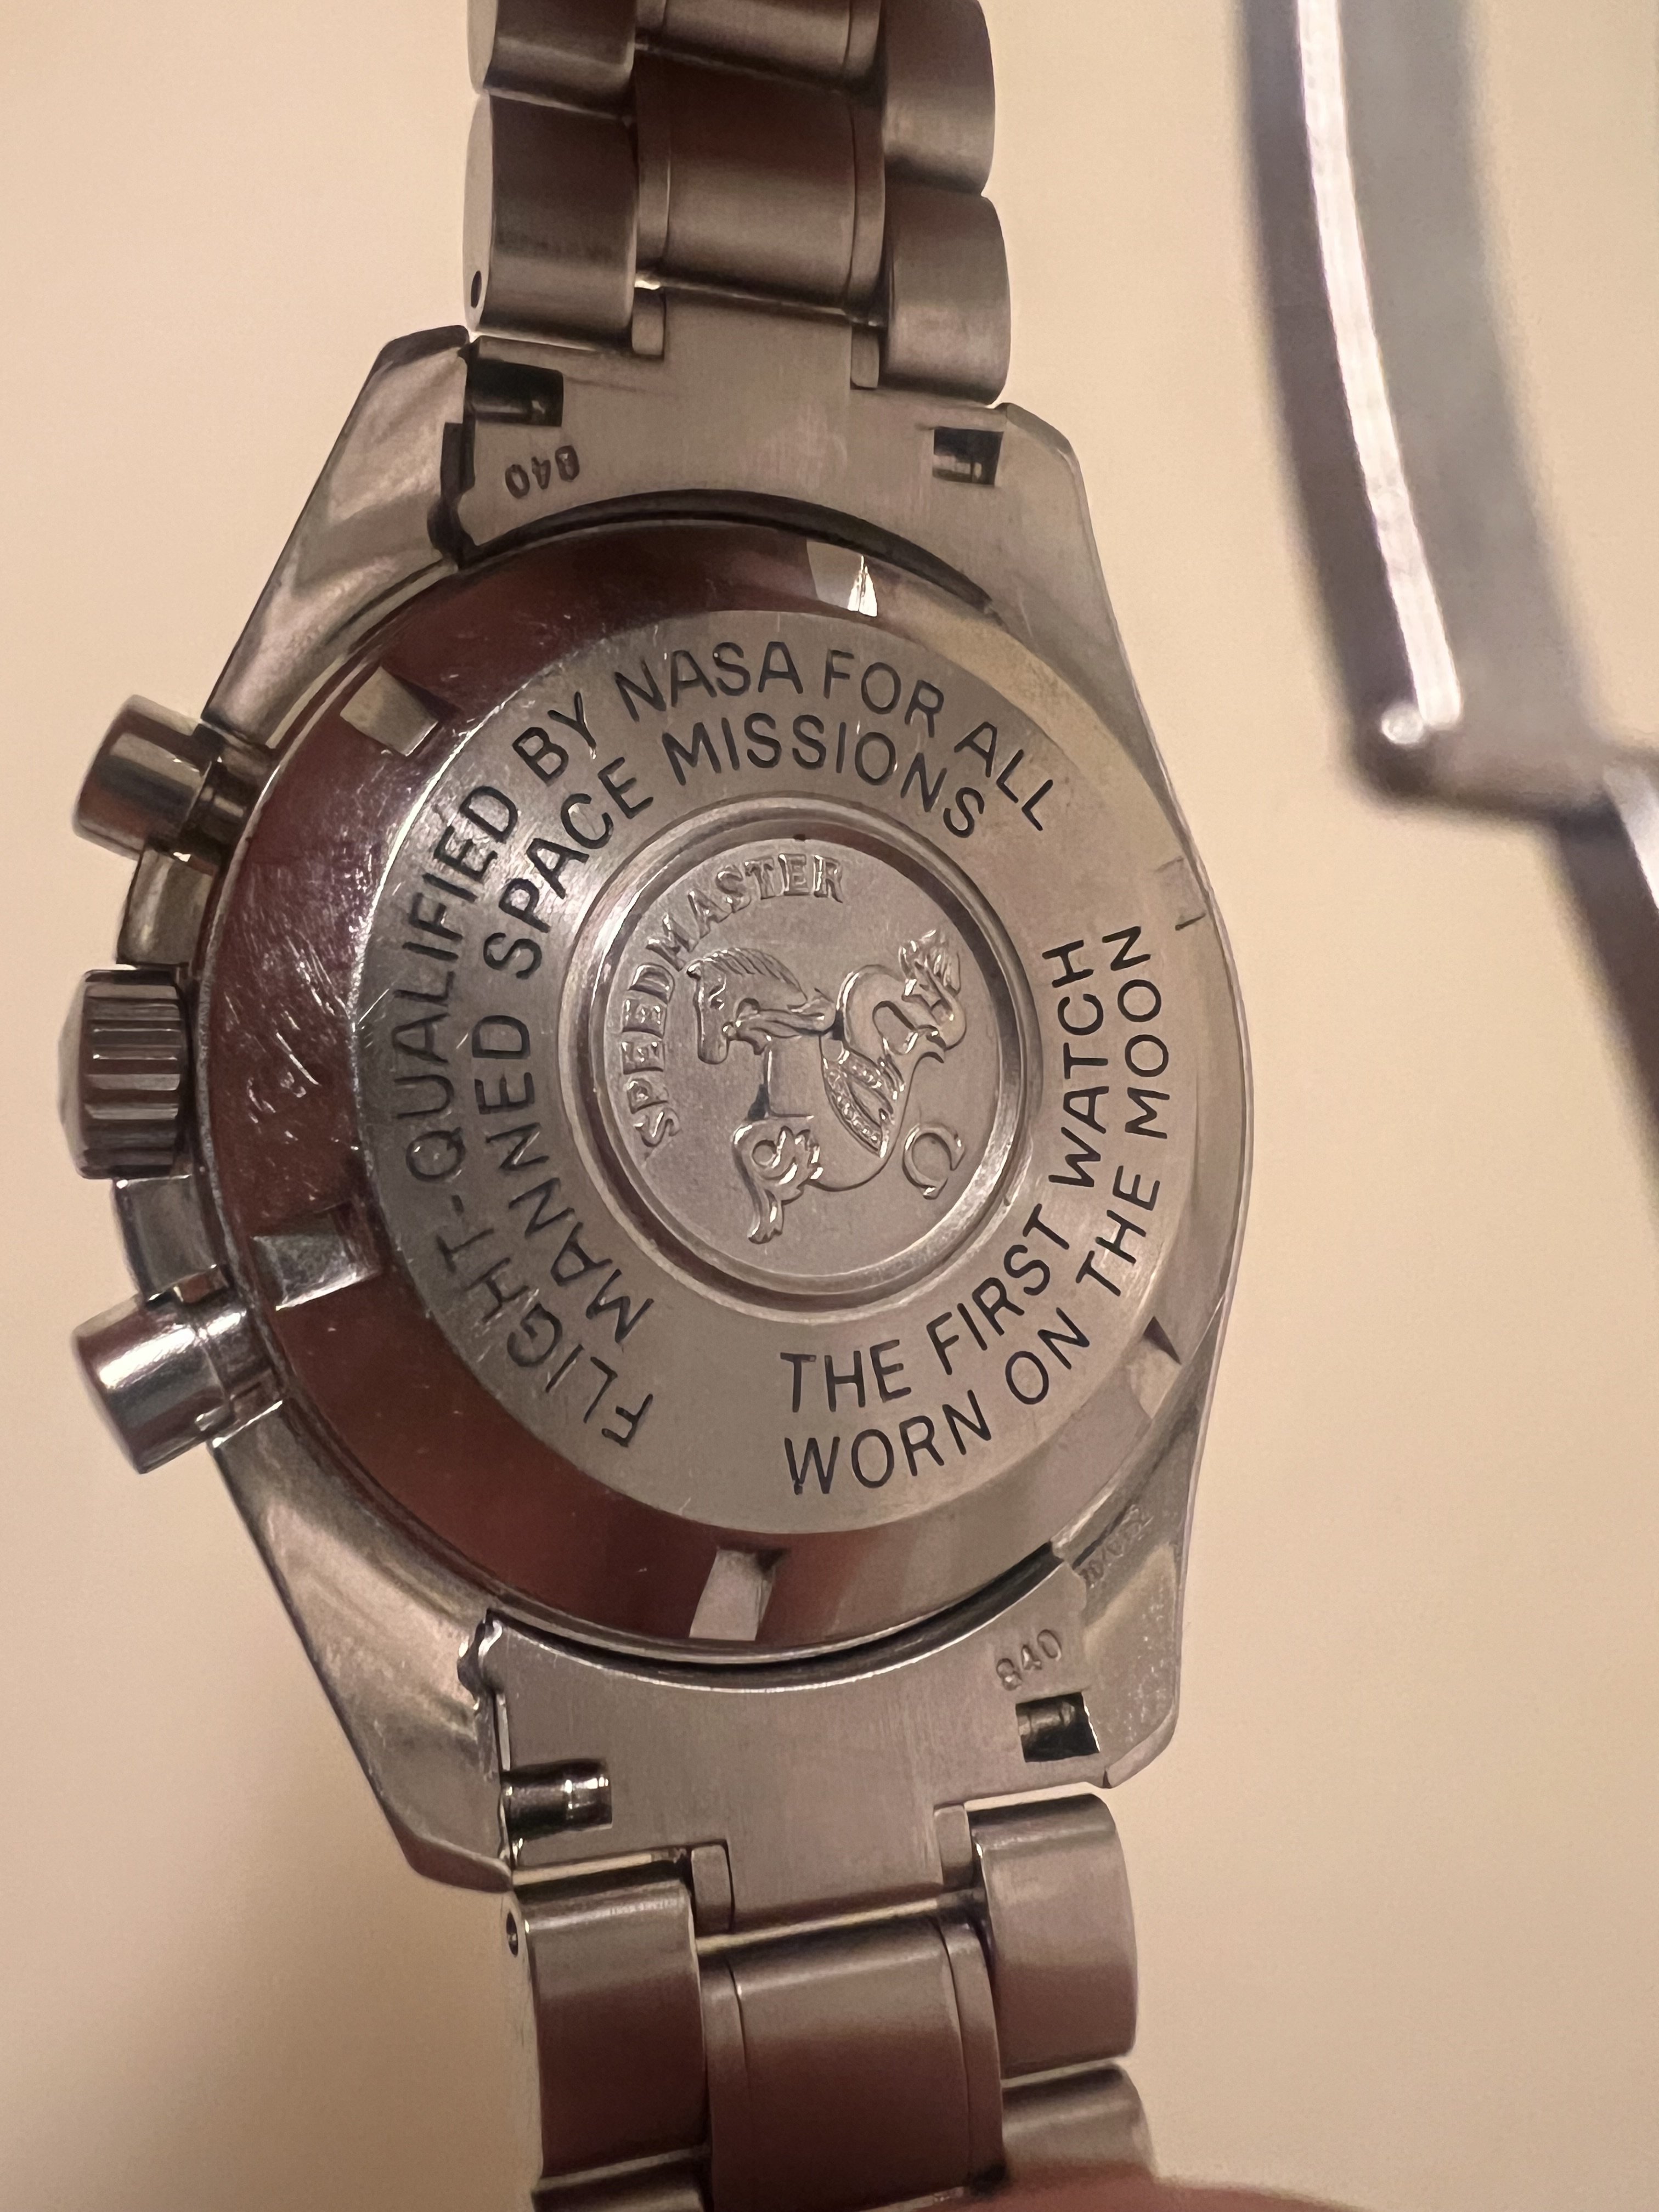 FLIGHT-QUALIFIED BY NASA FOR ALL
MANNED SPACE MISSIONS
SPEEDMASTER
Ω
THE FIRST WATCH
WORN ON THE MOON
840
840